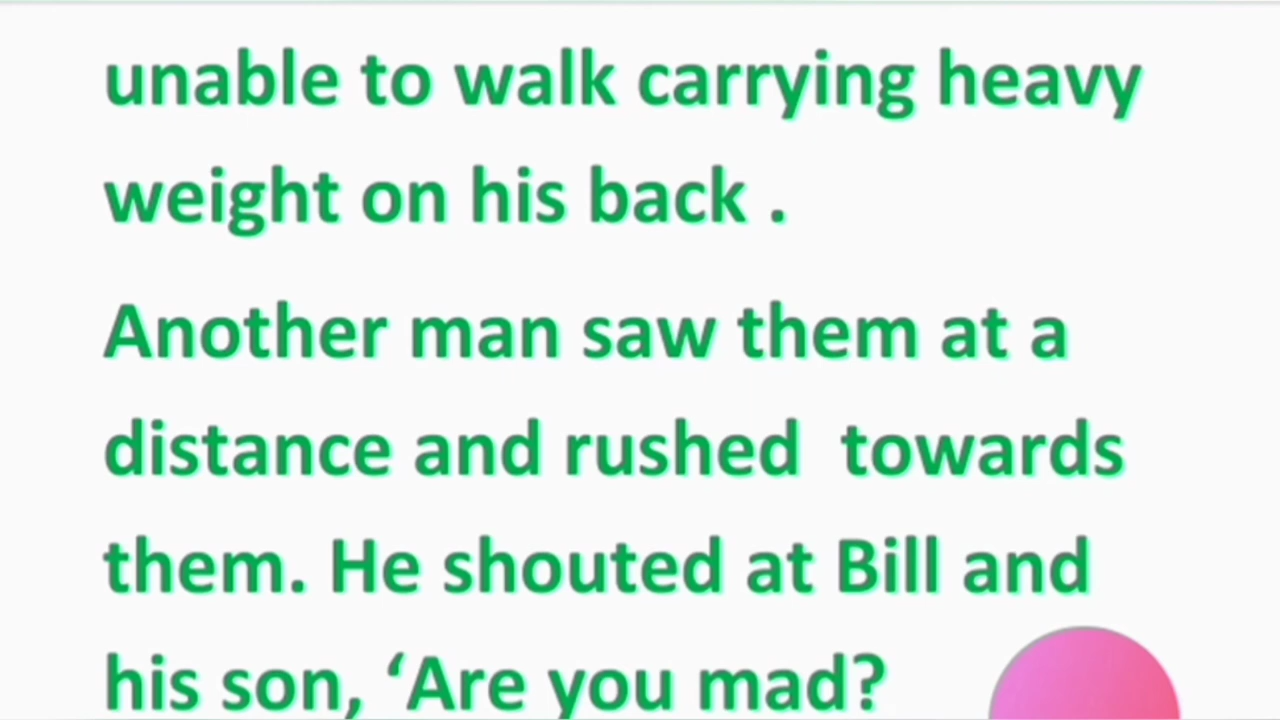 unable to walk carrying heavy
weight on his back .
Another man saw them at a
distance and rushed  towards
them. He shouted at Bill and
his son, ‘Are you mad?